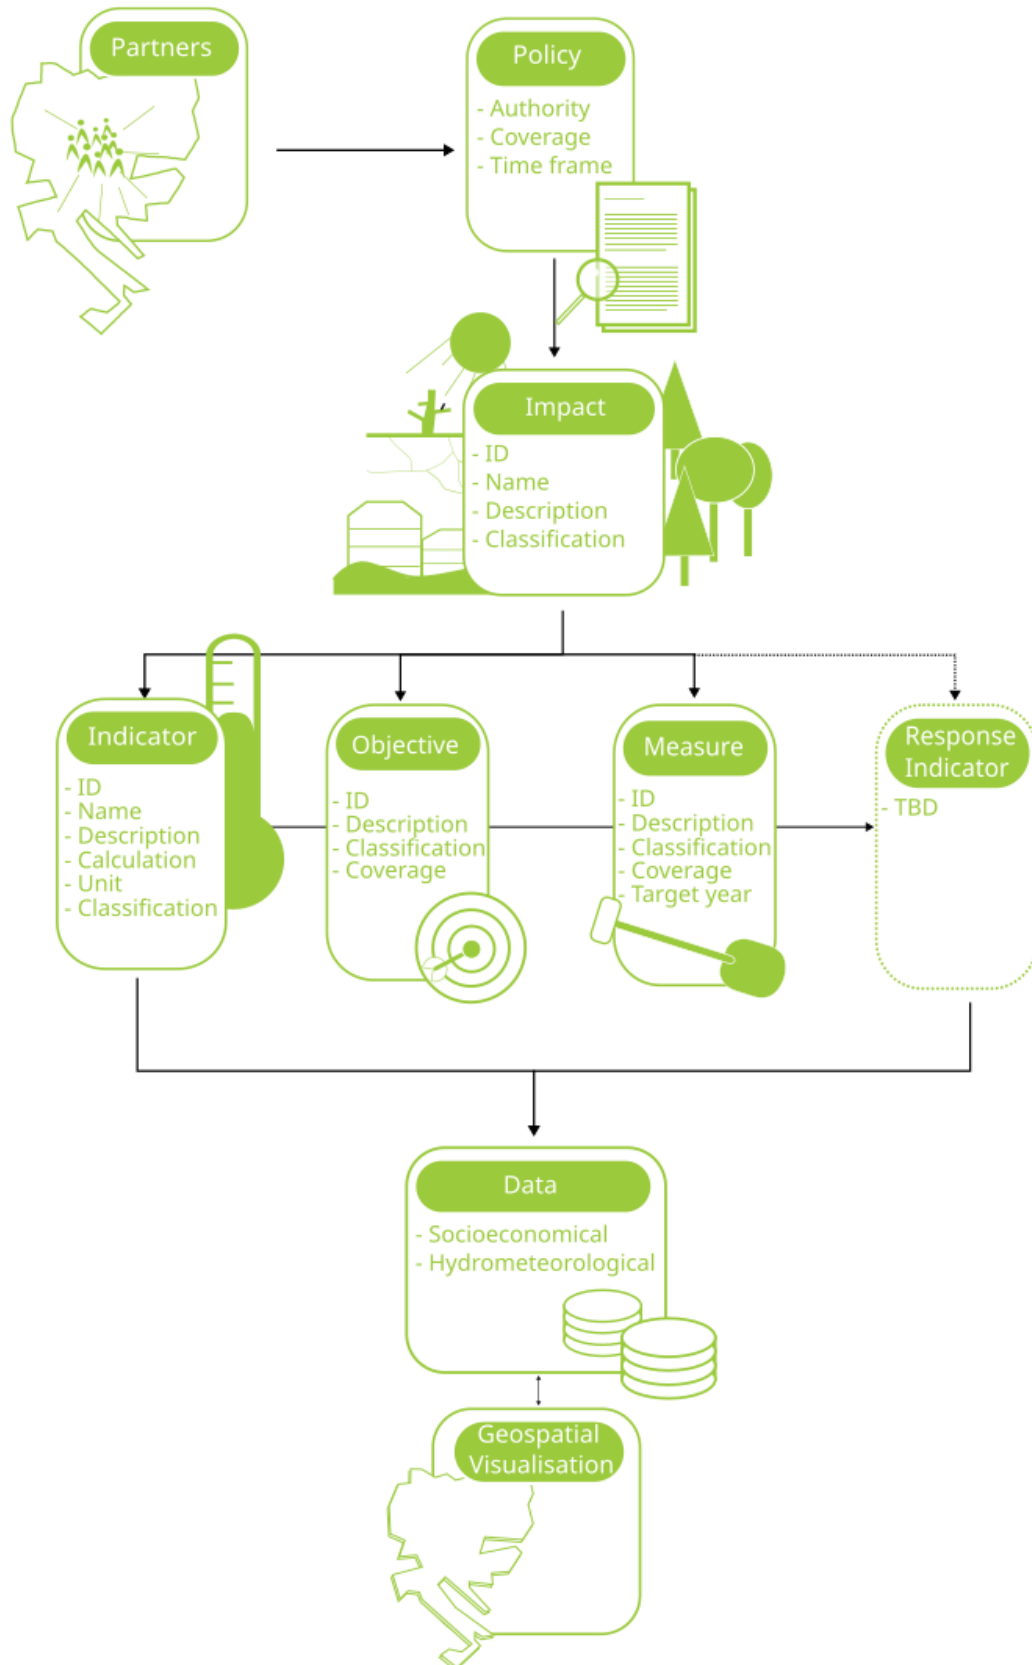 Partners
Policy
- Authority
- Coverage
- Time frame
Impact
- ID
- Name
- Description
- Classification
Indicator
- ID
- Name
- Description
- Calculation
- Unit
- Classification
Objective
- ID
- Description
- Classification
- Coverage
Measure
- ID
- Description
- Classification
- Coverage
- Target year
Response
Indicator
- TBD
Data
- Socioeconomical
- Hydrometeorological
Geospatial
Visualisation